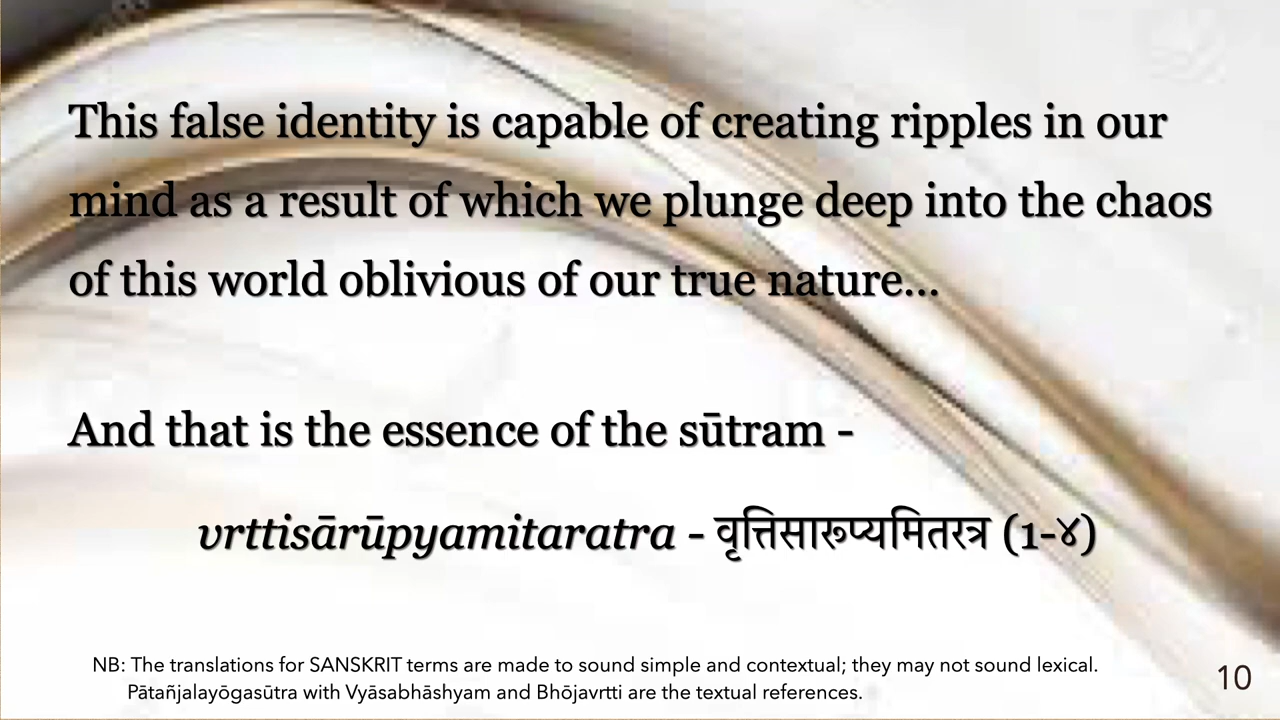 This false identity is capable of creating ripples in our
mind as a result of which we plunge deep into the chaos
of this world oblivious of our true nature...
And that is the essence of the sūtram -
vrttisārūpyamitaratra - वृत्तिसारूप्यमितरत्र (1-४)
NB: The translations for SANSKRIT terms are made to sound simple and contextual; they may not sound lexical.
Pātañjalayōgasūtra with Vyāsabhāshyam and Bhōjavrtti are the textual references.
10